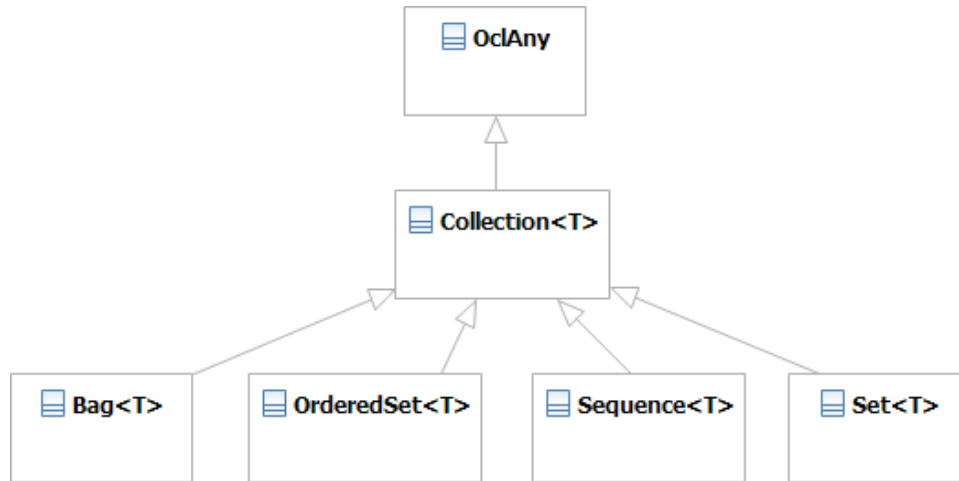 OclAny
Collection<T>
Bag<T>
OrderedSet<T>
Sequence<T>
Set<T>